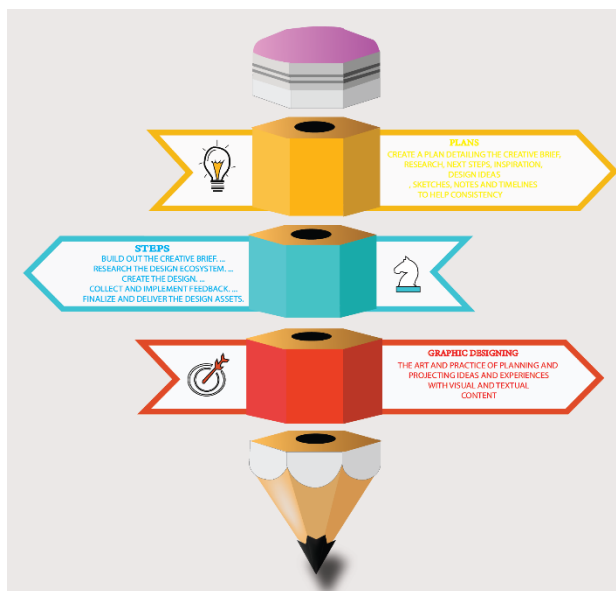 PLANS
CREATE A PLAN DETAILING THE CREATIVE BRIEF,
RESEARCH, NEXT STEPS, INSPIRATION,
DESIGN IDEAS
, SKETCHES, NOTES AND TIMELINES
TO HELP CONSISTENCY
STEPS
BUILD OUT THE CREATIVE BRIEF. ...
RESEARCH THE DESIGN ECOSYSTEM. ...
CREATE THE DESIGN. ...
COLLECT AND IMPLEMENT FEEDBACK. ...
FINALIZE AND DELIVER THE DESIGN ASSETS.
GRAPHIC DESIGNING
THE ART AND PRACTICE OF PLANNING AND
PROJECTING IDEAS AND EXPERIENCES
WITH VISUAL AND TEXTUAL
CONTENT